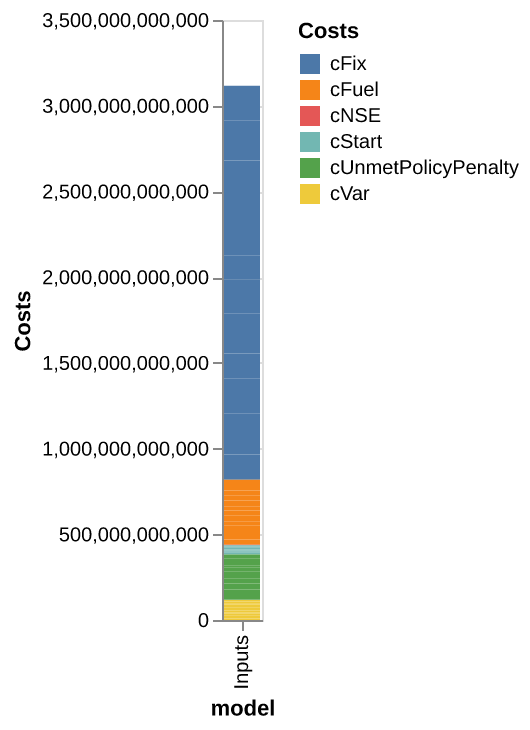 3,500,000,000,000
3,000,000,000,000
2,500,000,000,000
2,000,000,000,000
1,500,000,000,000
1,000,000,000,000
500,000,000,000
0
Costs
Inputs
model
Costs
cFix
cFuel
cNSE
cStart
cUnmetPolicyPenalty
cVar